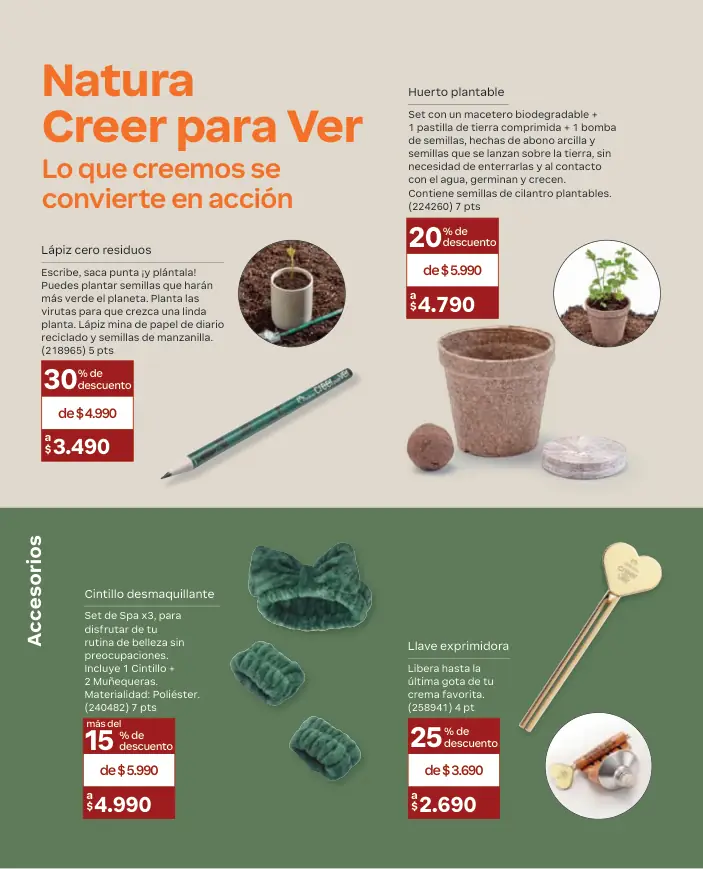 Natura
Creer para Ver
Lo que creemos se
convierte en acción
Lápiz cero residuos
Escribe, saca punta ¡y plántala!
Puedes plantar semillas que harán
más verde el planeta. Planta las
virutas para que crezca una linda
planta. Lápiz mina de papel de diario
reciclado y semillas de manzanilla.
(218965) 5 pts
30% de
descuento
de $4.990
a
$3.490
Huerto plantable
Set con un macetero biodegradable +
1 pastilla de tierra comprimida + 1 bomba
de semillas, hechas de abono arcilla y
semillas que se lanzan sobre la tierra, sin
necesidad de enterrarlas y al contacto
con el agua, germinan y crecen.
Contiene semillas de cilantro plantables.
(224260) 7 pts
20% de
descuento
de $5.990
a
$4.790
Accesorios
Cintillo desmaquillante
Set de Spa x3, para
disfrutar de tu
rutina de belleza sin
preocupaciones.
Incluye 1 Cintillo +
2 Muñequeras.
Materialidad: Poliéster.
(240482) 7 pts
más del
15% de
descuento
de $5.990
a
$4.990
Llave exprimidora
Libera hasta la
última gota de tu
crema favorita.
(258941) 4 pt
25% de
descuento
de $3.690
a
$2.690